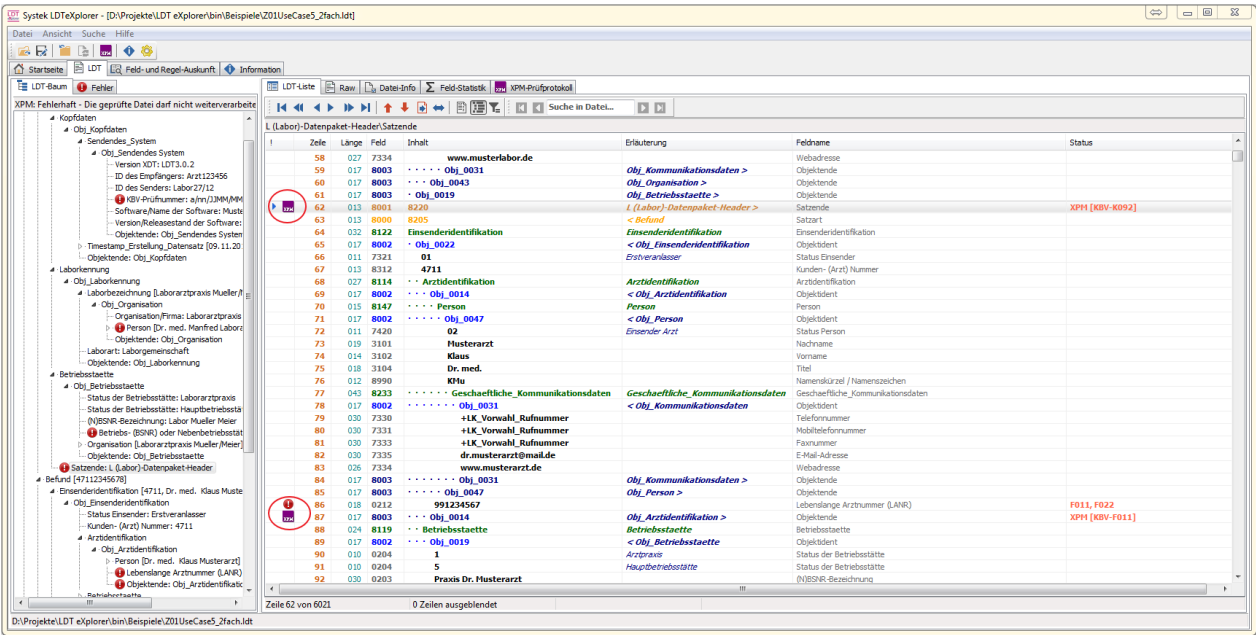 Systek LDTeXplorer - [D:\Projekte\LDT eXplorer\bin\Beispiele\Z01UseCase5_2fach.ldt]
Datei Ansicht Suche Hilfe
Startseite LDT Feld- und Regel-Auskunft Information
LDT-Baum Fehler
XPM: Fehlerhaft - Die geprüfte Datei darf nicht weiterverarbeite
Kopfdaten
Obj_Kopfdaten
Sendendes_System
Obj_Sendendes System
Version XDT: LDT3.0.2
ID des Empfängers: Arzt123456
ID des Senders: Labor27/12
KBV-Prüfnummer: a/nn/JJMM/MM
Software/Name der Software: Muste
Version/Releasestand der Software:
Objektende: Obj_Sendendes System
Timestamp_Erstellung_Datensatz [09.11.20
Objektende: Obj_Kopfdaten
Laborkennung
Obj_Laborkennung
Laborbezeichnung [Laborarztpraxis Mueller/
Obj_Organisation
Organisation/Firma: Laborarztpraxis
Person [Dr. med. Manfred Labora
Objektende: Obj_Organisation
Laborart: Laborgemeinschaft
Objektende: Obj_Laborkennung
Betriebsstaette
Obj_Betriebsstaette
Status der Betriebsstätte: Laborarztpraxis
Status der Betriebsstätte: Hauptbetriebsstä
(N)BSNR-Bezeichnung: Labor Mueller Meier
Betriebs- (BSNR) oder Nebenbetriebsstät
Organisation [Laborarztpraxis Mueller/Meier]
Objektende: Obj_Betriebsstaette
Satzende: L (Labor)-Datenpaket-Header
Befund [47112345678]
Einsenderidentifikation [4711, Dr. med. Klaus Muste
Obj_Einsenderidentifikation
Status Einsender: Erstveranlasser
Kunden- (Arzt) Nummer: 4711
Arztidentifikation
Obj_Arztidentifikation
Person [Dr. med. Klaus Musterarzt]
Lebenslange Arztnummer (LANR)
Objektende: Obj_Arztidentifikatic
Betriebsstaette
LDT-Liste Raw Datei-Info Feld-Statistik XPM-Prüfprotokoll
Suche in Datei...
L (Labor)-Datenpaket-Header\Satzende
! Zeile Länge Feld Inhalt Erläuterung Feldname Status
58 027 7334 www.musterlabor.de Webadresse
59 017 8003 · · · · · Obj_0031 Obj_Kommunikationsdaten > Objektende
60 017 8003 · · · Obj_0043 Obj_Organisation > Objektende
61 017 8003 · Obj_0019 Obj_Betriebsstaette > Objektende
XPM 62 013 8001 8220 L (Labor)-Datenpaket-Header > Satzende XPM [KBV-K092]
63 013 8000 8205 < Befund Satzart
64 032 8122 Einsenderidentifikation Einsenderidentifikation Einsenderidentifikation
65 017 8002 · Obj_0022 < Obj_Einsenderidentifikation Objektident
66 011 7321 01 Erstveranlasser Status Einsender
67 013 8312 4711 Kunden- (Arzt) Nummer
68 027 8114 · · Arztidentifikation Arztidentifikation Arztidentifikation
69 017 8002 · · · Obj_0014 < Obj_Arztidentifikation Objektident
70 015 8147 · · · · Person Person Person
71 017 8002 · · · · · Obj_0047 < Obj_Person Objektident
72 011 7420 02 Einsender Arzt Status Person
73 019 3101 Musterarzt Nachname
74 014 3102 Klaus Vorname
75 018 3104 Dr. med. Titel
76 012 8990 KMu Namenskürzel / Namenszeichen
77 043 8233 · · · · · · Geschaeftliche_Kommunikationsdaten Geschaeftliche_Kommunikationsdaten Geschaeftliche_Kommunikationsdaten
78 017 8002 · · · · · · · Obj_0031 < Obj_Kommunikationsdaten Objektident
79 030 7330 +LK_Vorwahl_Rufnummer Telefonnummer
80 030 7331 +LK_Vorwahl_Rufnummer Mobiltelefonnummer
81 030 7333 +LK_Vorwahl_Rufnummer Faxnummer
82 030 7335 dr.musterarzt@mail.de E-Mail-Adresse
83 026 7334 www.musterarzt.de Webadresse
84 017 8003 · · · · · · · Obj_0031 Obj_Kommunikationsdaten > Objektende
85 017 8003 · · · · · Obj_0047 Obj_Person > Objektende
86 018 0212 991234567 Lebenslange Arztnummer (LANR) F011, F022
XPM 87 017 8003 · · · Obj_0014 Obj_Arztidentifikation > Objektende XPM [KBV-F011]
88 024 8119 · · Betriebsstaette Betriebsstaette Betriebsstaette
89 017 8002 · · · Obj_0019 < Obj_Betriebsstaette Objektident
90 010 0204 1 Arztpraxis Status der Betriebsstätte
91 010 0204 5 Hauptbetriebsstätte Status der Betriebsstätte
92 030 0203 Praxis Dr. Musterarzt (N)BSNR-Bezeichnung
Zeile 62 von 6021 0 Zeilen ausgeblendet
D:\Projekte\LDT eXplorer\bin\Beispiele\Z01UseCase5_2fach.ldt